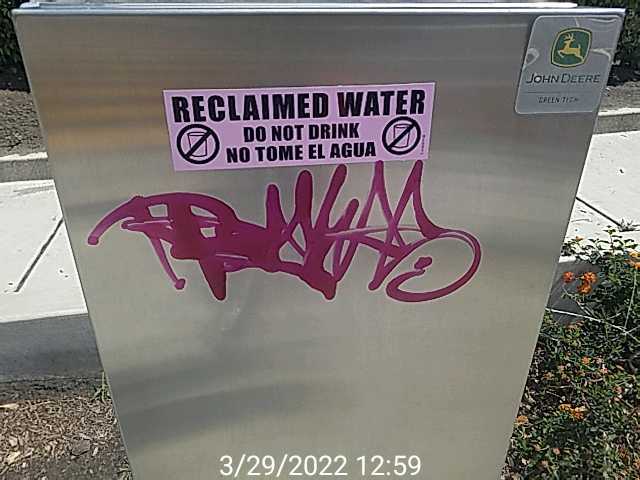 JOHN DEERE
GREEN TECH
RECLAIMED WATER
DO NOT DRINK
NO TOME EL AGUA
3/29/2022 12:59